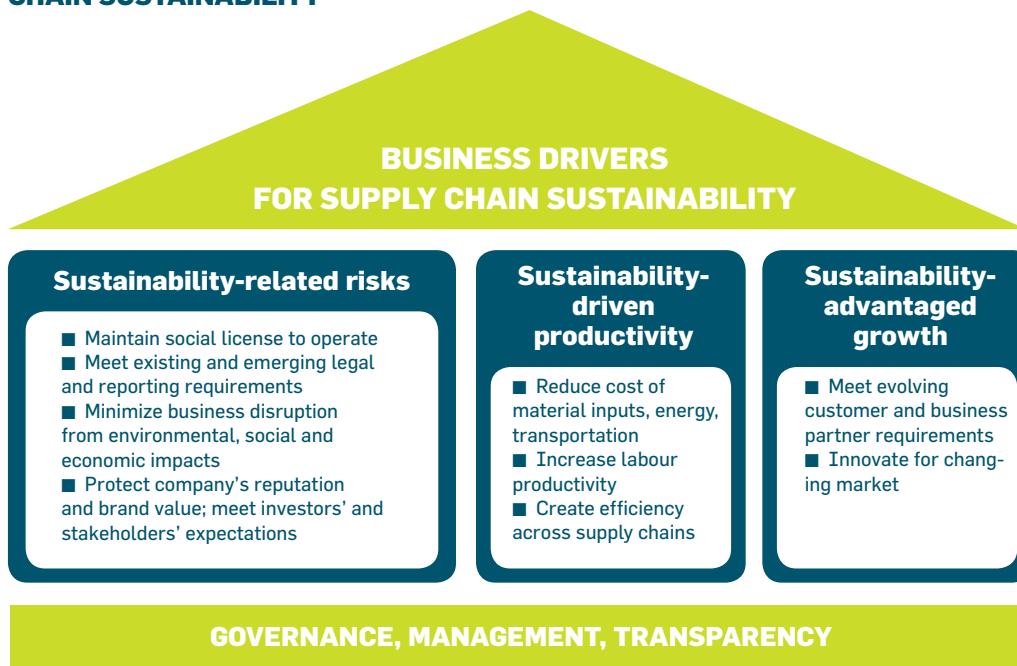 CHAIN SUSTAINABILITY
BUSINESS DRIVERS
FOR SUPPLY CHAIN SUSTAINABILITY
Sustainability-related risks
■ Maintain social license to operate
■ Meet existing and emerging legal
and reporting requirements
■ Minimize business disruption
from environmental, social and
economic impacts
■ Protect company’s reputation
and brand value; meet investors’ and
stakeholders’ expectations
Sustainability-
driven
productivity
■ Reduce cost of
material inputs, energy,
transportation
■ Increase labour
productivity
■ Create efficiency
across supply chains
Sustainability-
advantaged
growth
■ Meet evolving
customer and business
partner requirements
■ Innovate for chang-
ing market
GOVERNANCE, MANAGEMENT, TRANSPARENCY